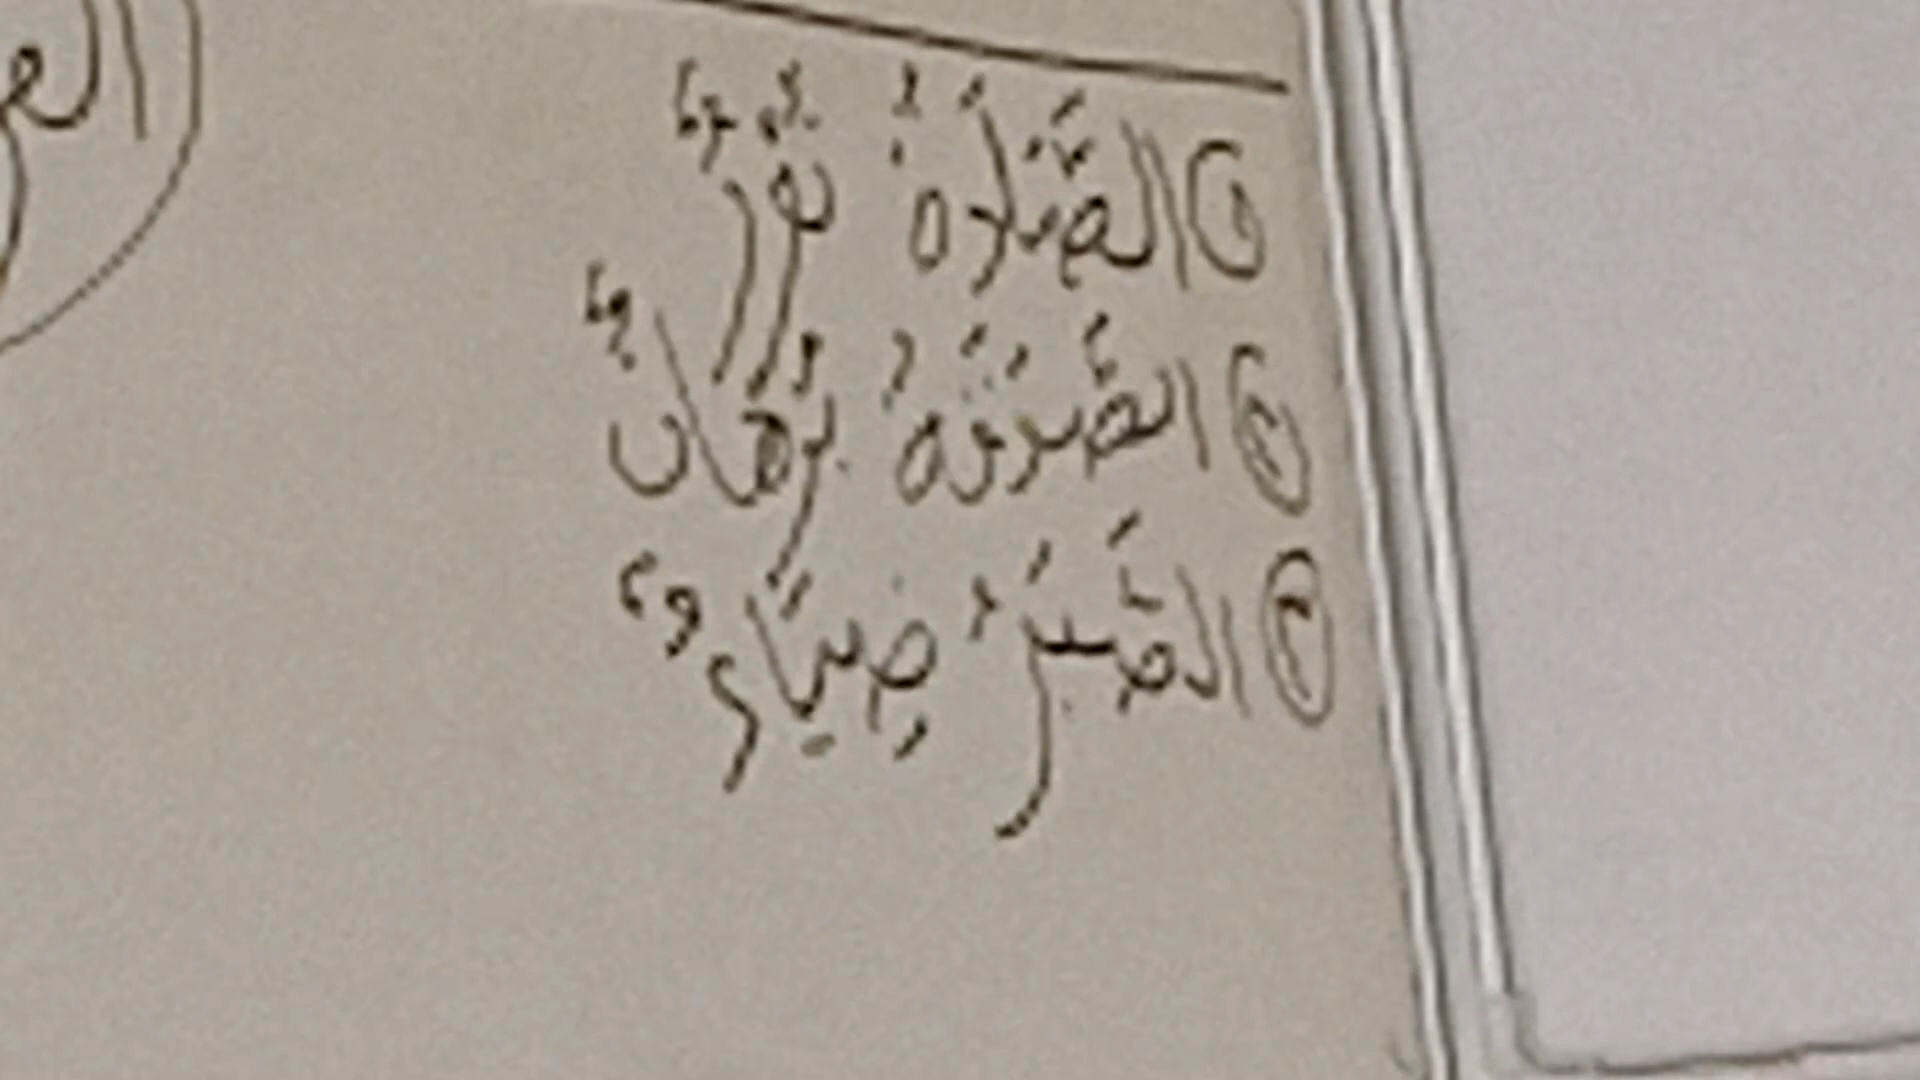 ١ الصَّلَاةُ نُورٌ
٢ الصَّدَقَةُ بُرْهَانٌ
٣ الصَّبْرُ ضِيَاءٌ